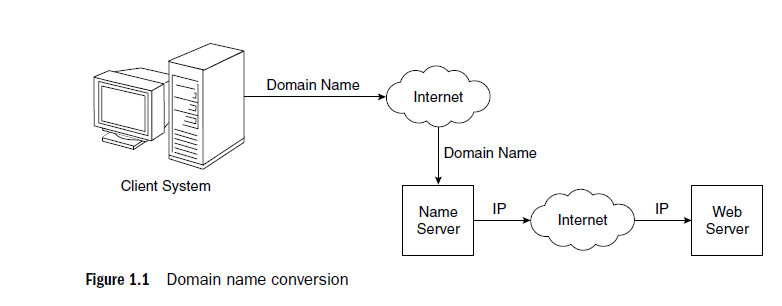 Domain Name
Internet
Domain Name
Client System
Name
Server
IP
Internet
IP
Web
Server
Figure 1.1 Domain name conversion